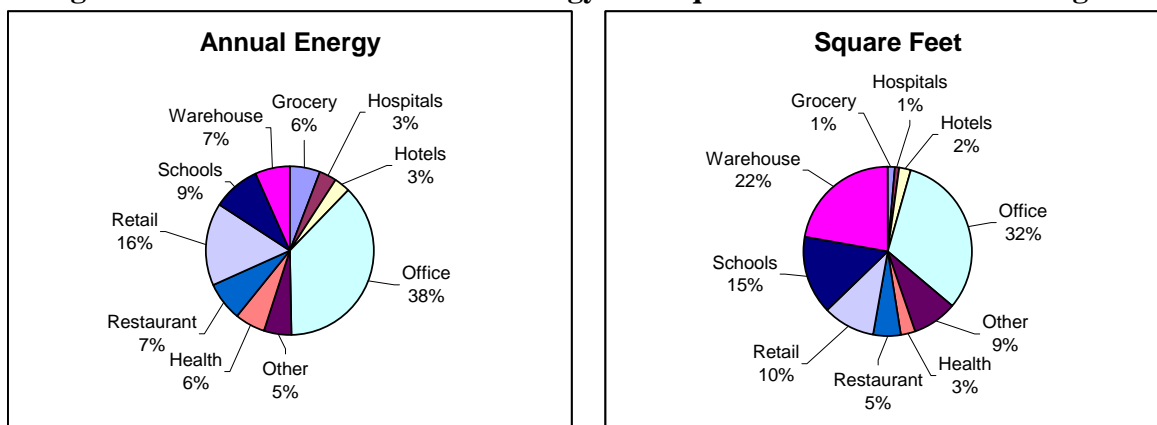 Annual Energy
Grocery
6%
Hospitals
3%
Hotels
3%
Office
38%
Other
5%
Health
6%
Restaurant
7%
Retail
16%
Schools
9%
Warehouse
7%
Square Feet
Grocery
1%
Hospitals
1%
Hotels
2%
Office
32%
Other
9%
Health
3%
Restaurant
5%
Retail
10%
Schools
15%
Warehouse
22%